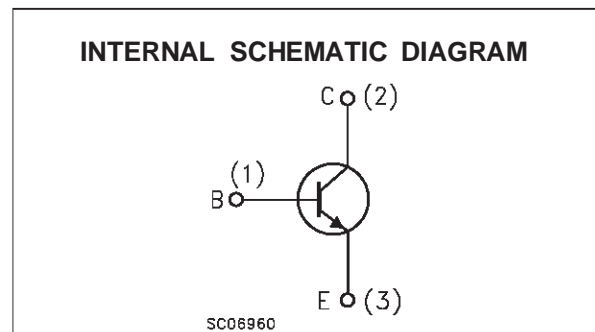 INTERNAL SCHEMATIC DIAGRAM
C (2)
(1)
B
E (3)
SC06960